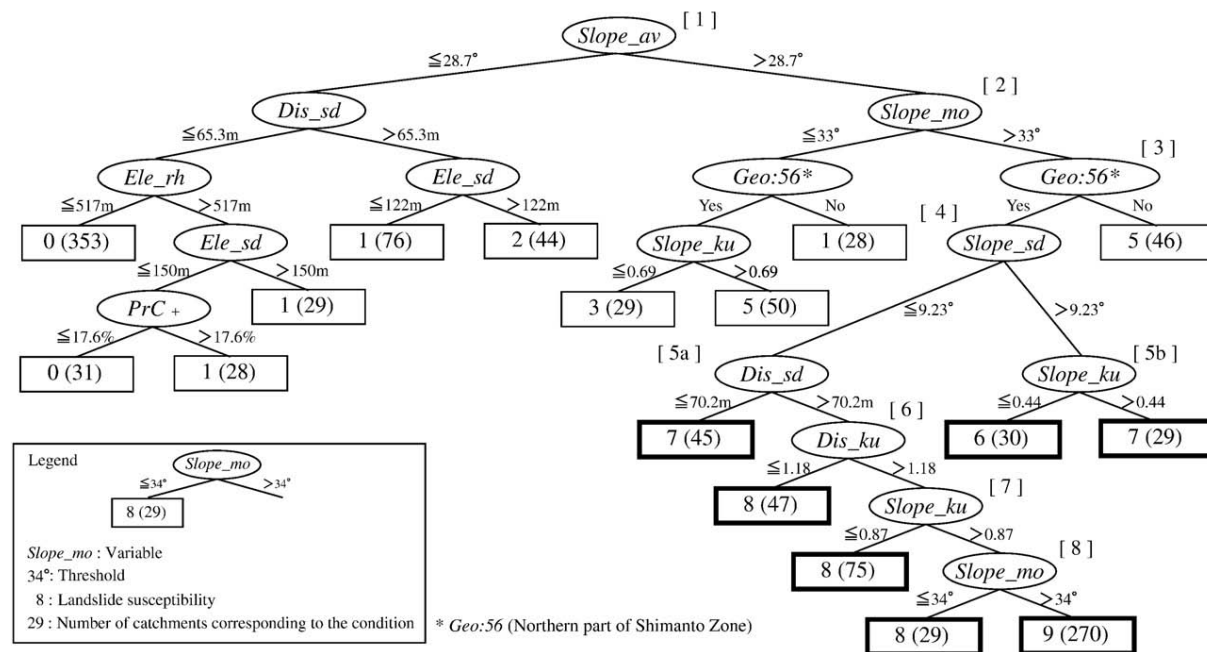 Slope_av [ 1 ]
≦28.7° >28.7°
Dis_sd Slope_mo [ 2 ]
≦65.3m >65.3m ≦33° >33°
Ele_rh Ele_sd Geo:56* Geo:56* [ 3 ]
≦517m >517m ≦122m >122m Yes No [ 4 ] Yes No
0 (353) Ele_sd 1 (76) 2 (44) Slope_ku 1 (28) Slope_sd 5 (46)
≦150m >150m ≦0.69 >0.69
PrC + 1 (29) 3 (29) 5 (50) ≦9.23° >9.23°
≦17.6% >17.6%
0 (31) 1 (28) [ 5a ] Dis_sd Slope_ku [ 5b ]
≦70.2m >70.2m ≦0.44 >0.44
7 (45) Dis_ku [ 6 ] 6 (30) 7 (29)
≦1.18 >1.18
8 (47) Slope_ku [ 7 ]
≦0.87 >0.87
8 (75) Slope_mo [ 8 ]
≦34° >34°
8 (29) 9 (270)
Legend
Slope_mo
≦34° >34°
8 (29)
Slope_mo : Variable
34°: Threshold
8 : Landslide susceptibility
29 : Number of catchments corresponding to the condition
* Geo:56 (Northern part of Shimanto Zone)